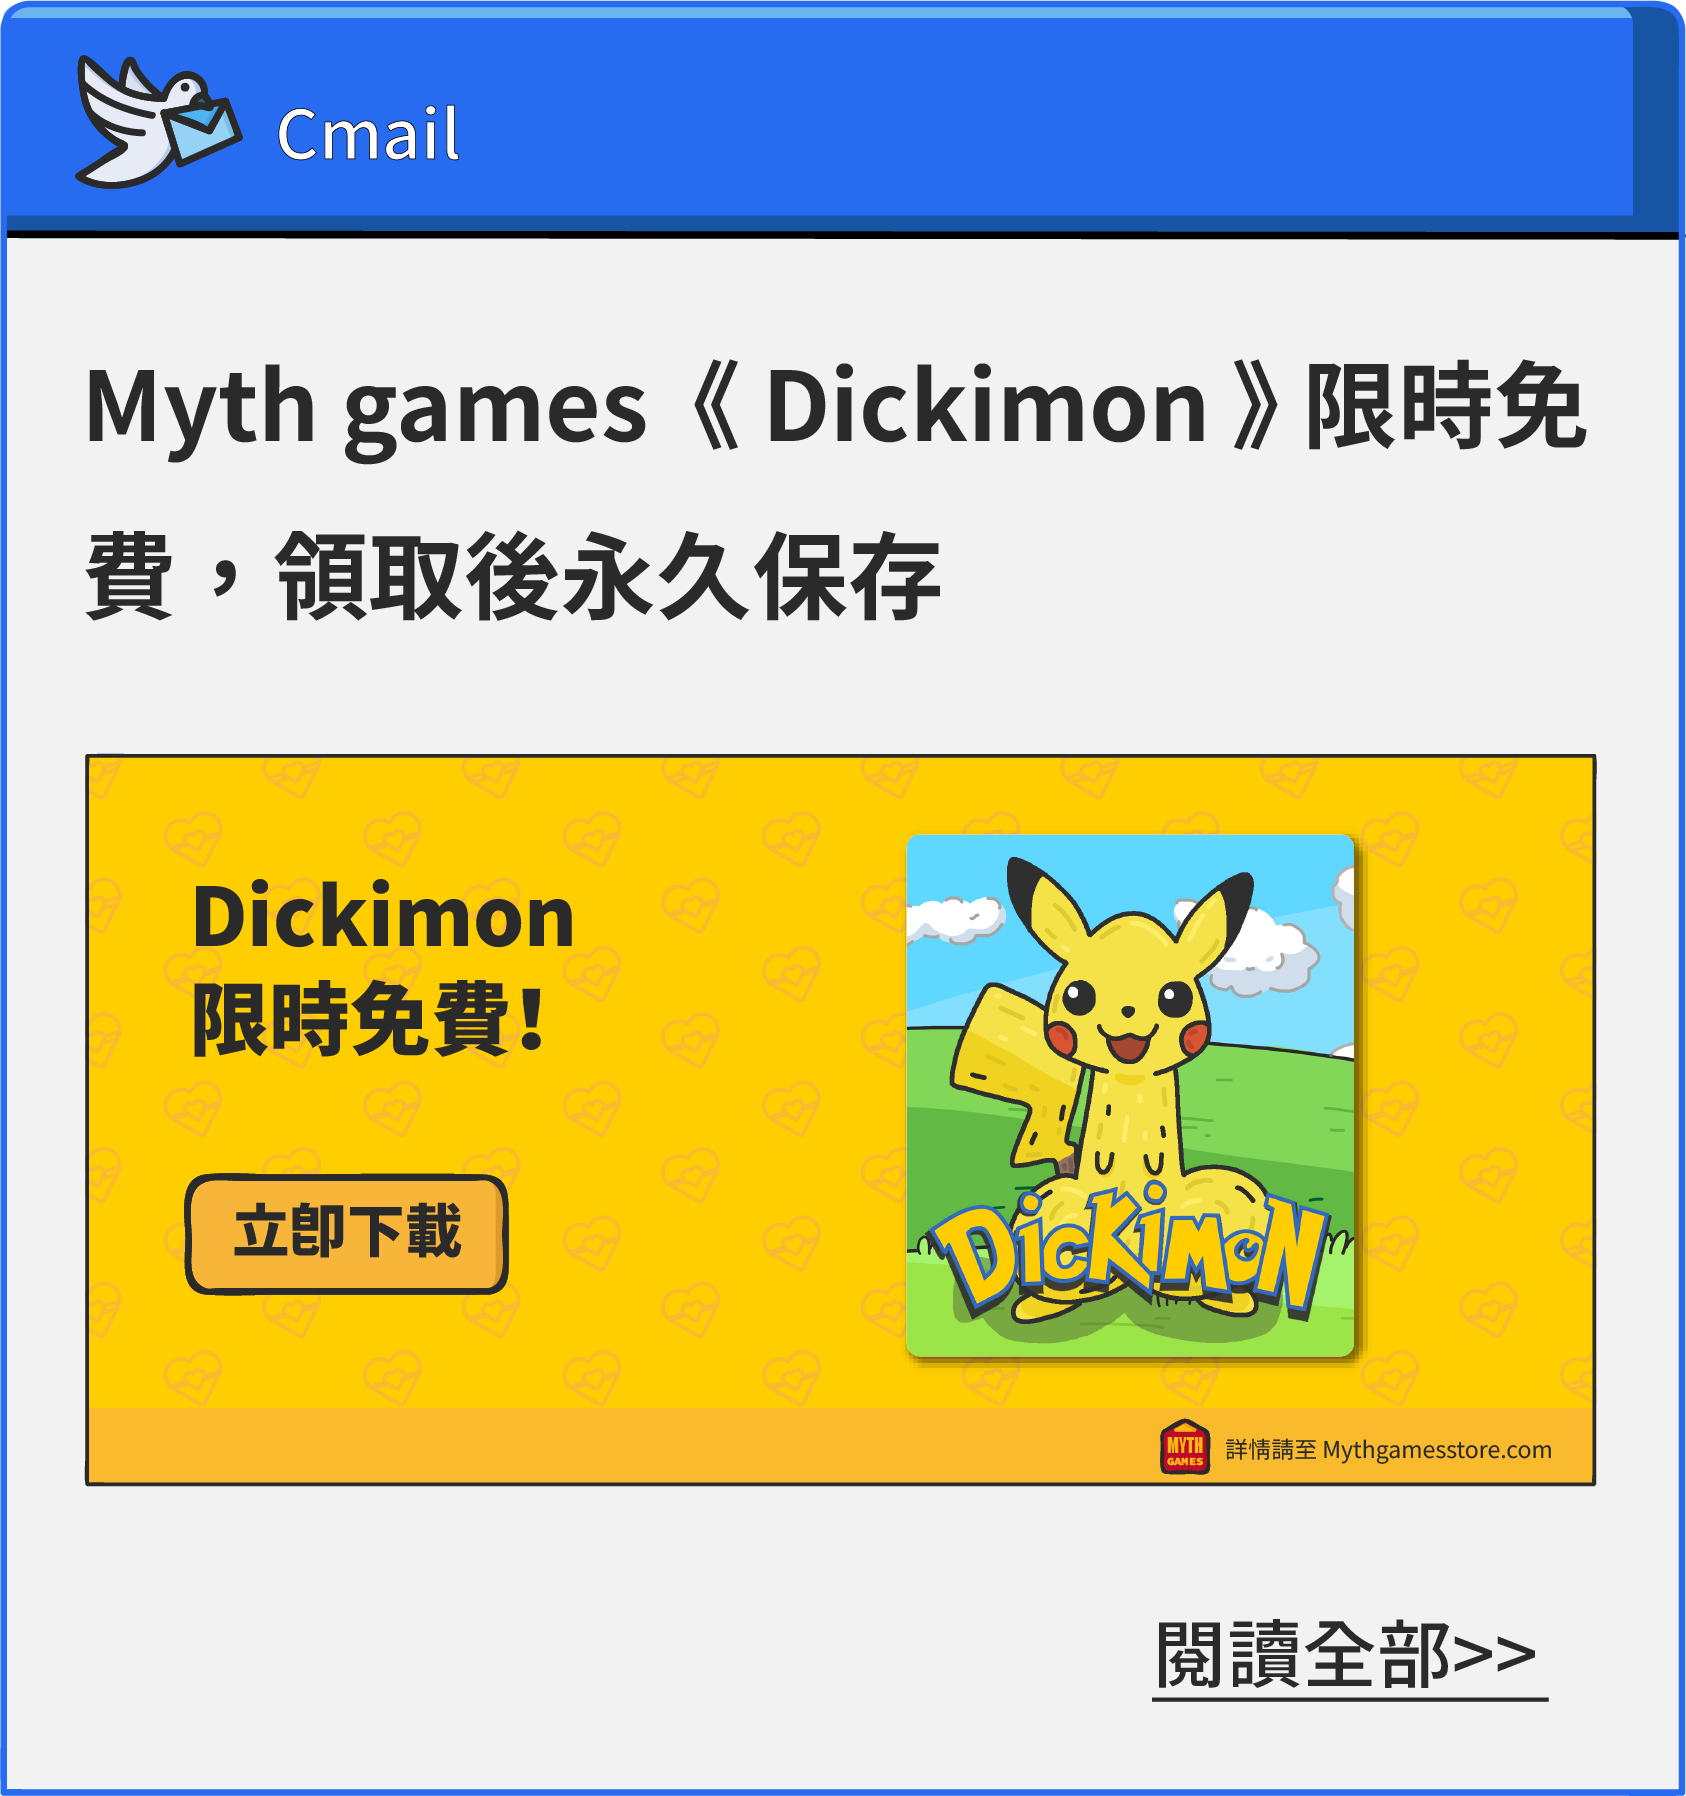 Cmail
Myth games《 Dickimon 》限時免
費，領取後永久保存
Dickimon
限時免費！
立即下載
DicKimoN
MYTH
GAMES
詳情請至 Mythgamesstore.com
閱讀全部>>